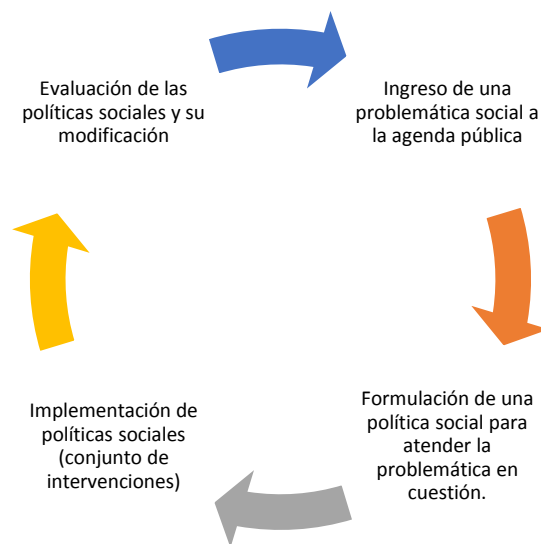 Evaluación de las
políticas sociales y su
modificación
Ingreso de una
problemática social a
la agenda pública
Formulación de una
política social para
atender la
problemática en
cuestión.
Implementación de
políticas sociales
(conjunto de
intervenciones)